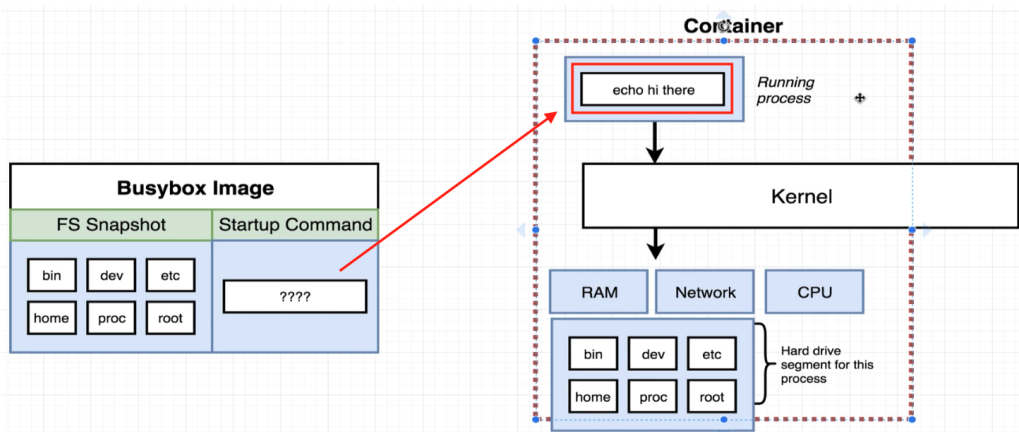 Container
echo hi there
Running
process
Busybox Image
Kernel
FS Snapshot
Startup Command
bin
dev
etc
????
home
proc
root
RAM
Network
CPU
bin
dev
etc
Hard drive
segment for this
process
home
proc
root